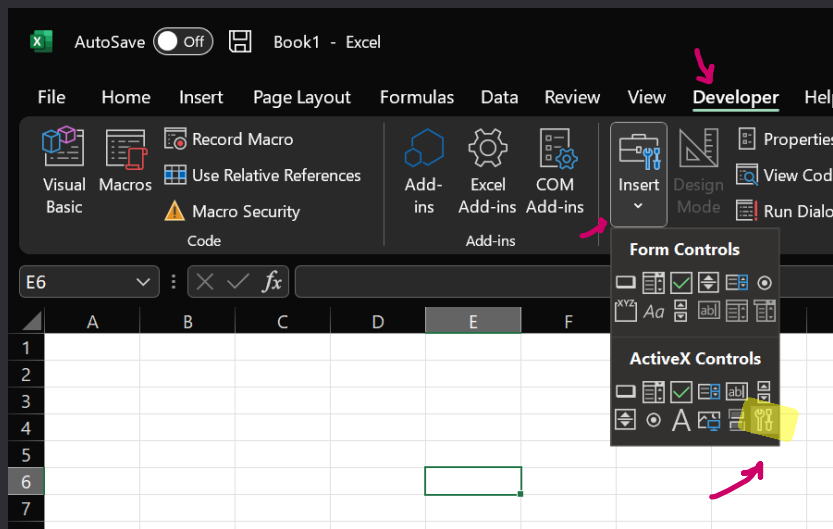 AutoSave Off Book1 - Excel
File Home Insert Page Layout Formulas Data Review View Developer
Visual Basic
Macros
Record Macro
Use Relative References
Macro Security
Code
Add-ins
Excel Add-ins
COM Add-ins
Add-ins
Insert
Design Mode
Properties
View Cod
Run Dialo
Form Controls
XYZ Aa ab
ActiveX Controls
ab
A
E6 fx
A B C D E F
1
2
3
4
5
6
7